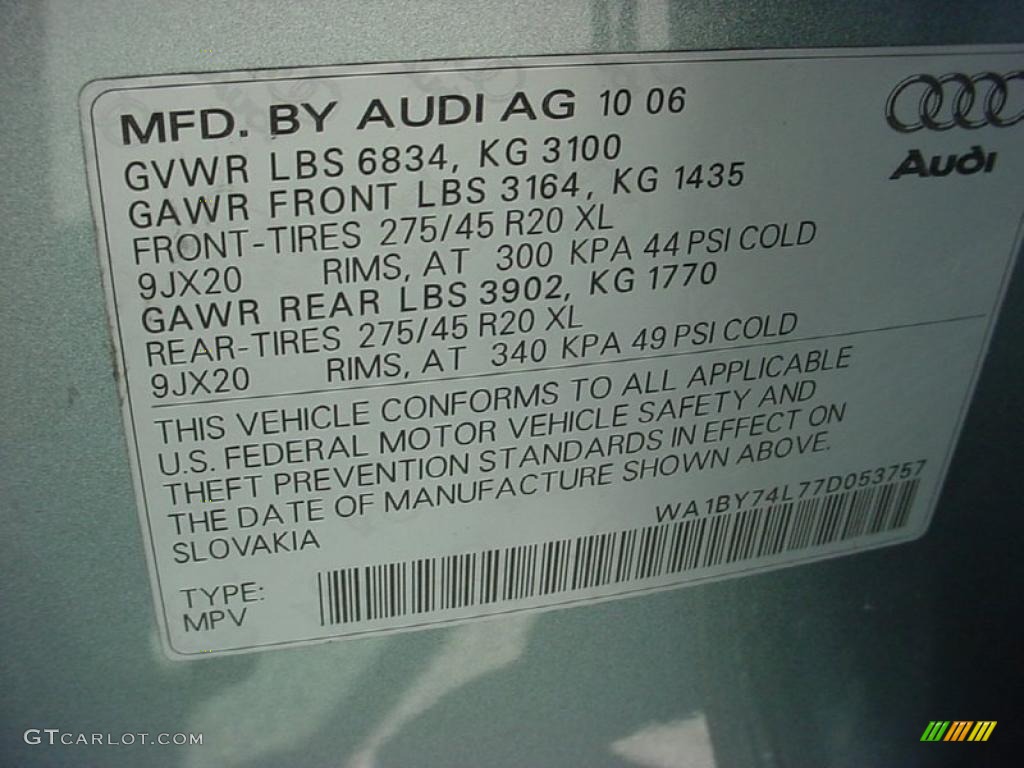 MFD. BY AUDI AG 10 06
Audi
GVWR LBS 6834, KG 3100
GAWR FRONT LBS 3164, KG 1435
FRONT-TIRES 275/45 R20 XL
9JX20 RIMS, AT 300 KPA 44 PSI COLD
GAWR REAR LBS 3902, KG 1770
REAR-TIRES 275/45 R20 XL
9JX20 RIMS, AT 340 KPA 49 PSI COLD
THIS VEHICLE CONFORMS TO ALL APPLICABLE
U.S. FEDERAL MOTOR VEHICLE SAFETY AND
THEFT PREVENTION STANDARDS IN EFFECT ON
THE DATE OF MANUFACTURE SHOWN ABOVE.
SLOVAKIA
WA1BY74L77D053757
TYPE:
MPV
GTCARLOT.COM